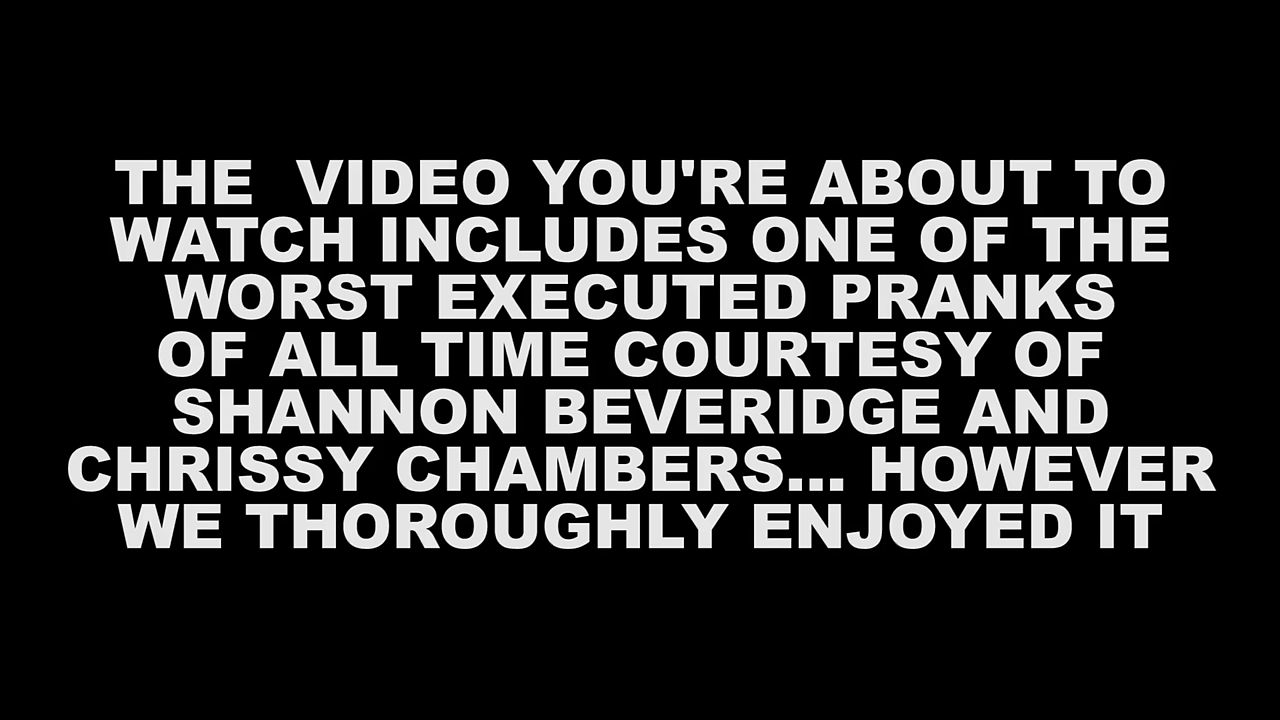 THE  VIDEO YOU'RE ABOUT TO
WATCH INCLUDES ONE OF THE
WORST EXECUTED PRANKS
OF ALL TIME COURTESY OF
SHANNON BEVERIDGE AND
CHRISSY CHAMBERS... HOWEVER
WE THOROUGHLY ENJOYED IT